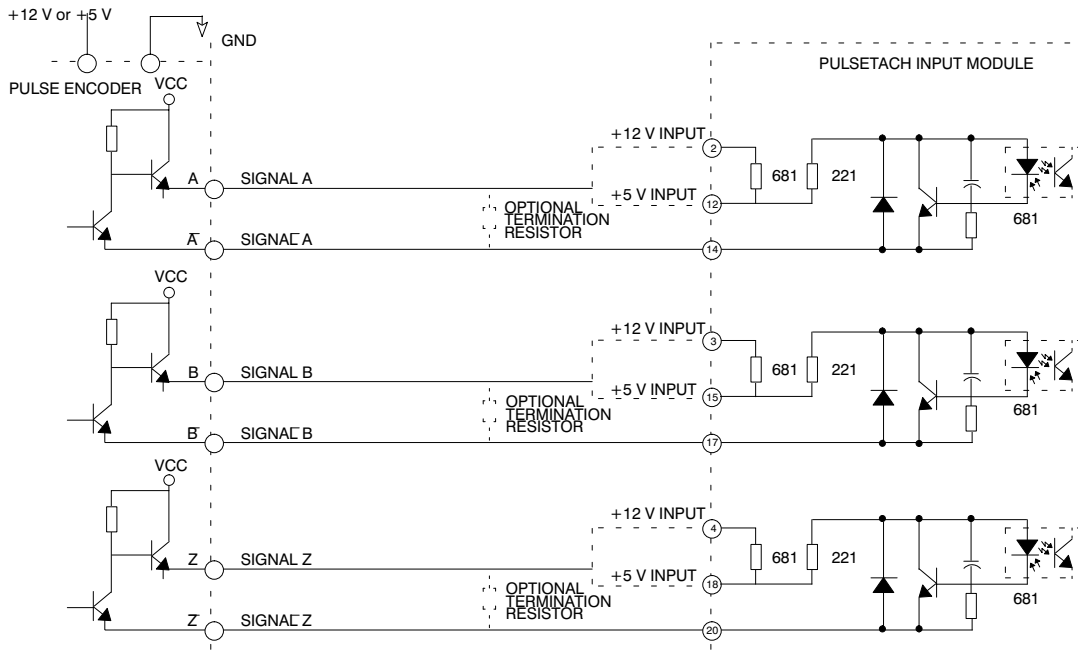 +12 V or +5 V
GND
PULSE ENCODER
PULSETACH INPUT MODULE
VCC
+12 V INPUT
2
681
221
A
SIGNAL A
+5 V INPUT
12
OPTIONAL
TERMINATION
RESISTOR
681
A̅
SIGNAL A̅
14
VCC
+12 V INPUT
3
681
221
B
SIGNAL B
+5 V INPUT
15
OPTIONAL
TERMINATION
RESISTOR
681
B̅
SIGNAL B̅
17
VCC
+12 V INPUT
4
681
221
Z
SIGNAL Z
+5 V INPUT
18
OPTIONAL
TERMINATION
RESISTOR
681
Z̅
SIGNAL Z̅
20